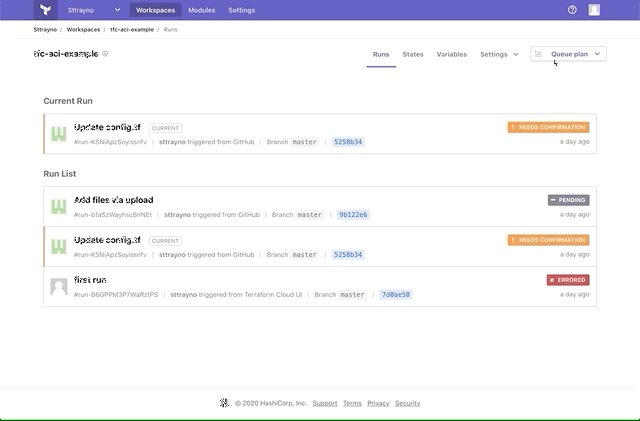 Sttrayno Workspaces Modules Settings
Sttrayno / Workspaces / tfc-aci-example / Runs
tfc-aci-example
Runs States Variables Settings Queue plan
Current Run
Update config.tf CURRENT ! NEEDS CONFIRMATION
#run-KSNiApzSoyissnfv | sttrayno triggered from GitHub | Branch master | 5258b34 a day ago
Run List
Add files via upload PENDING
#run-b1aSzWayhscBnNEt | sttrayno triggered from GitHub | Branch master | 9b122e6 a day ago
Update config.tf CURRENT ! NEEDS CONFIRMATION
#run-KSNiApzSoyissnfv | sttrayno triggered from GitHub | Branch master | 5258b34 a day ago
first run ERRORED
#run-B6GPPM3P7WaRzfPS | sttrayno triggered from Terraform Cloud UI | Branch master | 7d0ae58 a day ago
© 2020 HashiCorp, Inc. Support Terms Privacy Security